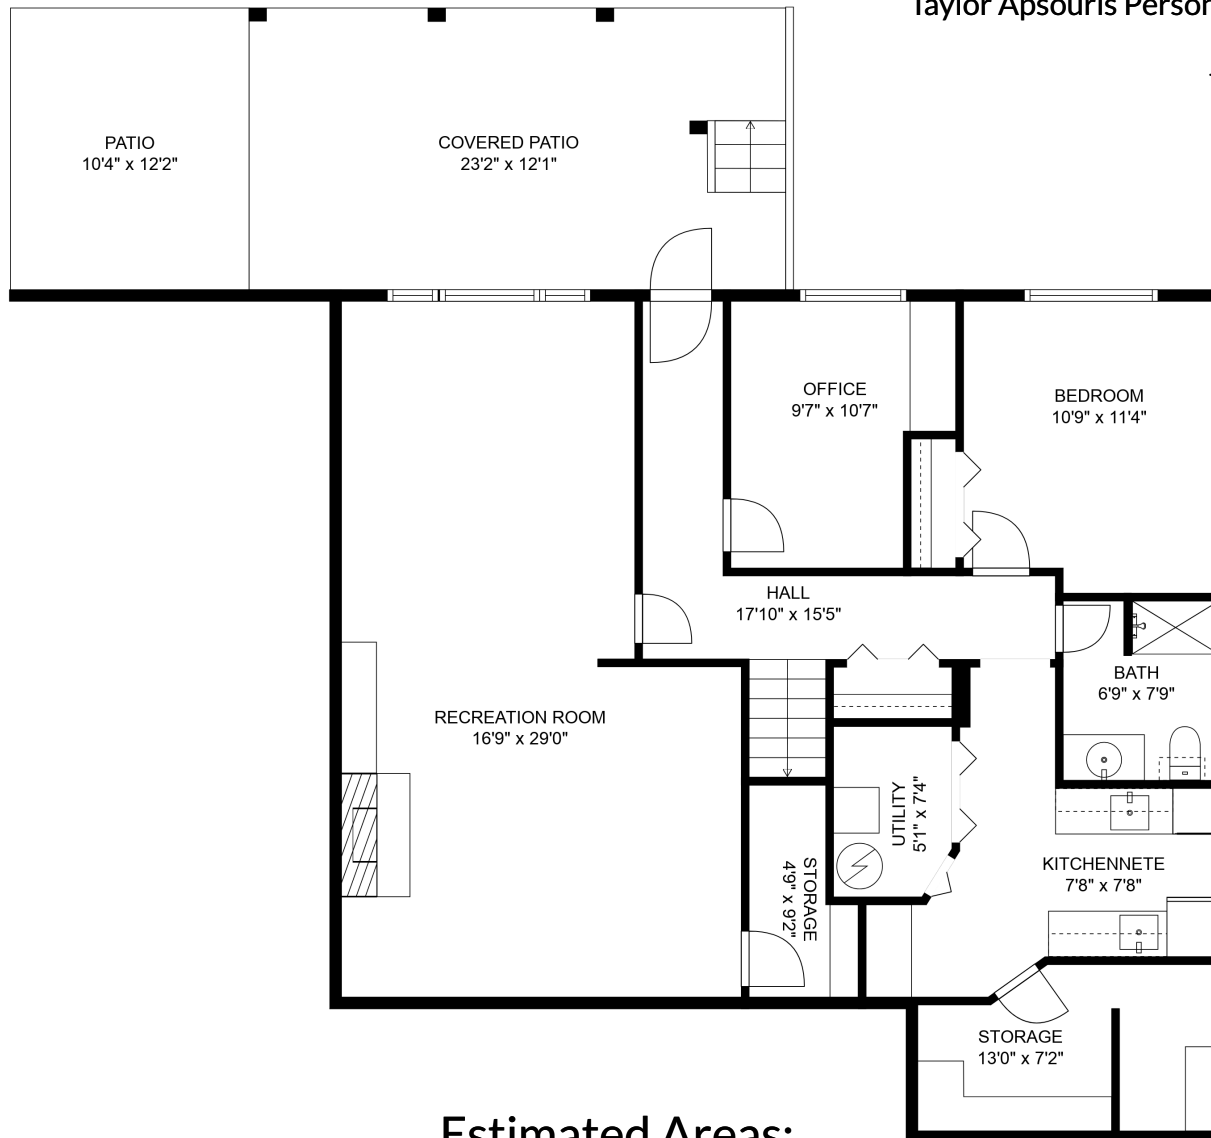 Taylor Apsouris Person
PATIO
10'4" x 12'2"
COVERED PATIO
23'2" x 12'1"
OFFICE
9'7" x 10'7"
BEDROOM
10'9" x 11'4"
HALL
17'10" x 15'5"
BATH
6'9" x 7'9"
RECREATION ROOM
16'9" x 29'0"
UTILITY
5'1" x 7'4"
STORAGE
4'9" x 9'2"
KITCHENNETE
7'8" x 7'8"
STORAGE
13'0" x 7'2"
Estimated Areas: